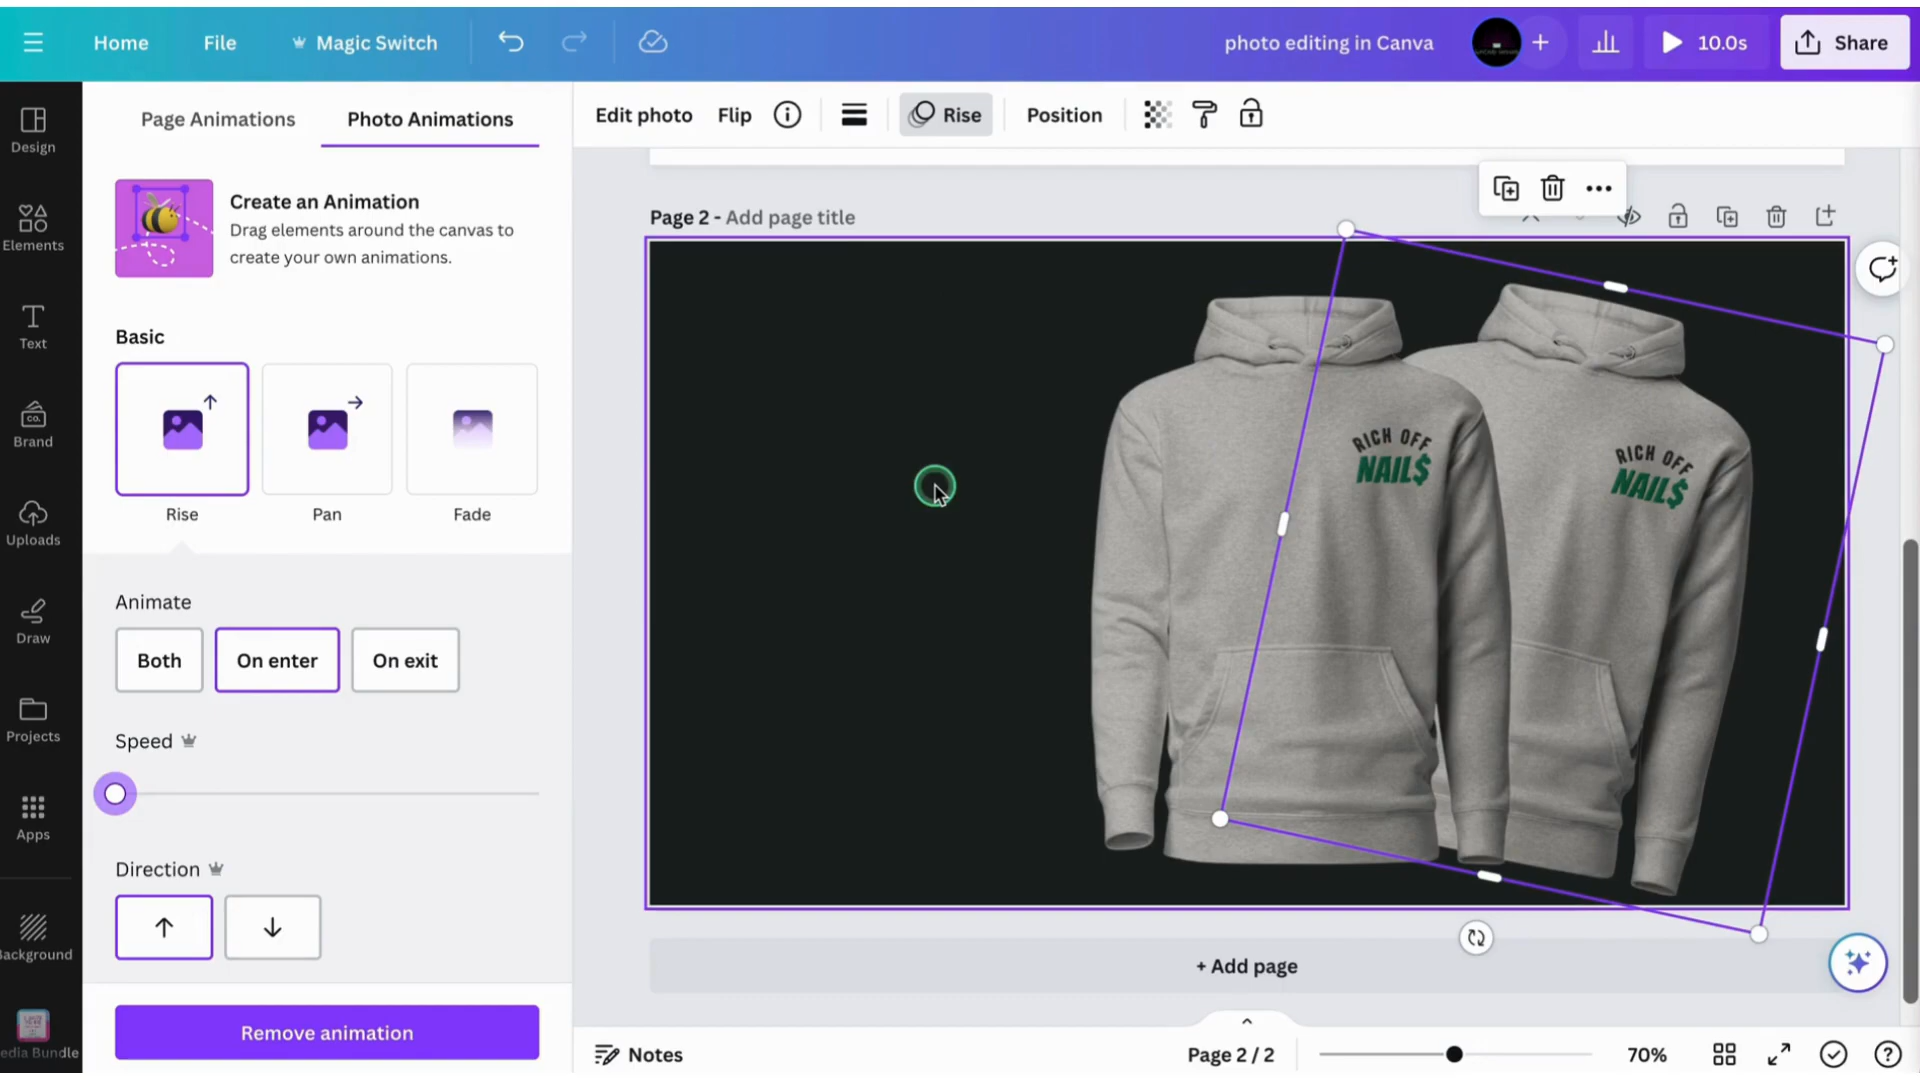 Home
File
Magic Switch
photo editing in Canva
10.0s
Share
Design
Elements
Text
Brand
CO.
Uploads
Draw
Projects
Apps
Background
edia Bundle
Page Animations
Photo Animations
Create an Animation
Drag elements around the canvas to
create your own animations.
Basic
Rise
Pan
Fade
Animate
Both
On enter
On exit
Speed
Direction
Remove animation
Edit photo
Flip
Rise
Position
Page 2 - Add page title
RICH OFF
NAIL$
RICH OFF
NAIL$
+ Add page
Notes
Page 2 / 2
70%